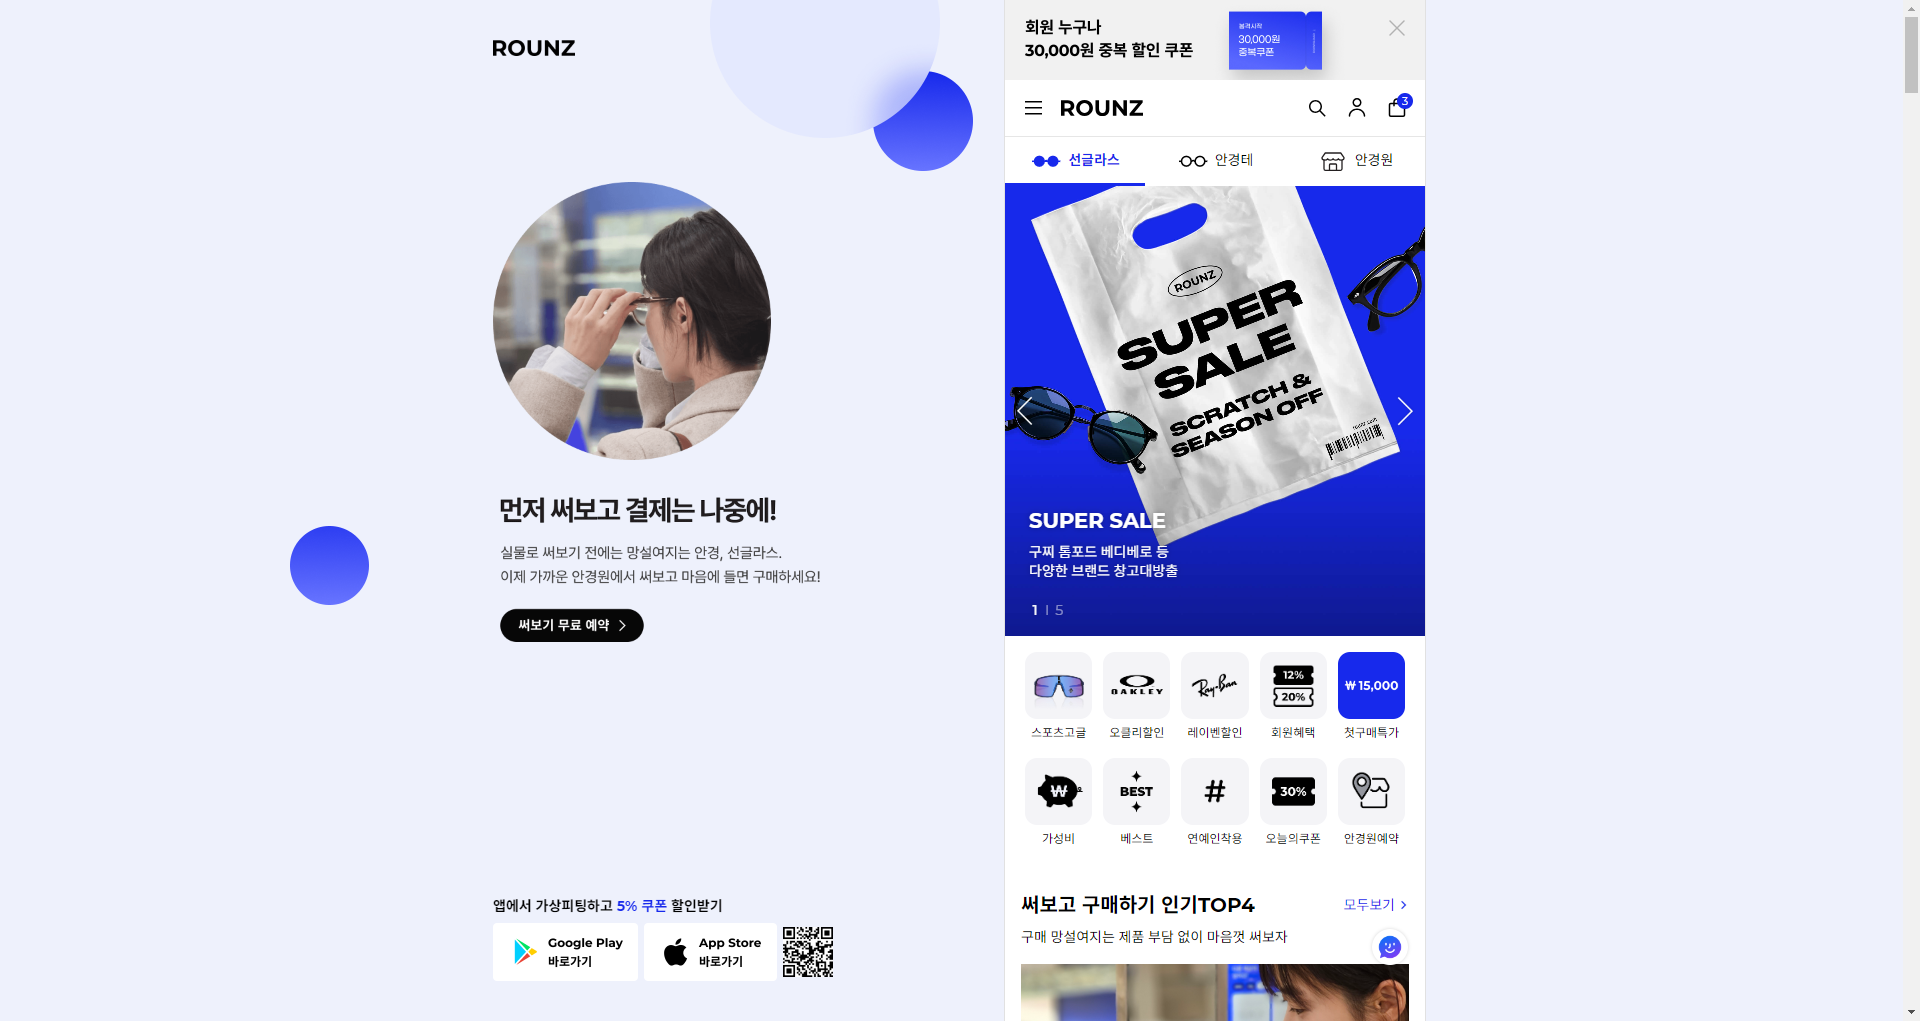 ROUNZ
먼저 써보고 결제는 나중에!
실물로 써보기 전에는 망설여지는 안경, 선글라스.
이제 가까운 안경원에서 써보고 마음에 들면 구매하세요!
써보기 무료 예약
앱에서 가상피팅하고 5% 쿠폰 할인받기
Google Play
바로가기
App Store
바로가기
회원 누구나
30,000원 중복 할인 쿠폰
봄격시작
30,000원
중복쿠폰
ROUNZ
3
선글라스
안경테
안경원
ROUNZ
SUPER
SALE
SCRATCH &
SEASON OFF
SUPER SALE
구찌 톰포드 베디베로 등
다양한 브랜드 창고대방출
1 | 5
OAKLEY
Ray-Ban
12%
20%
₩ 15,000
스포츠고글
오클리할인
레이벤할인
회원혜택
첫구매특가
₩
BEST
#
30%
가성비
베스트
연예인착용
오늘의쿠폰
안경원예약
써보고 구매하기 인기TOP4
모두보기
구매 망설여지는 제품 부담 없이 마음껏 써보자